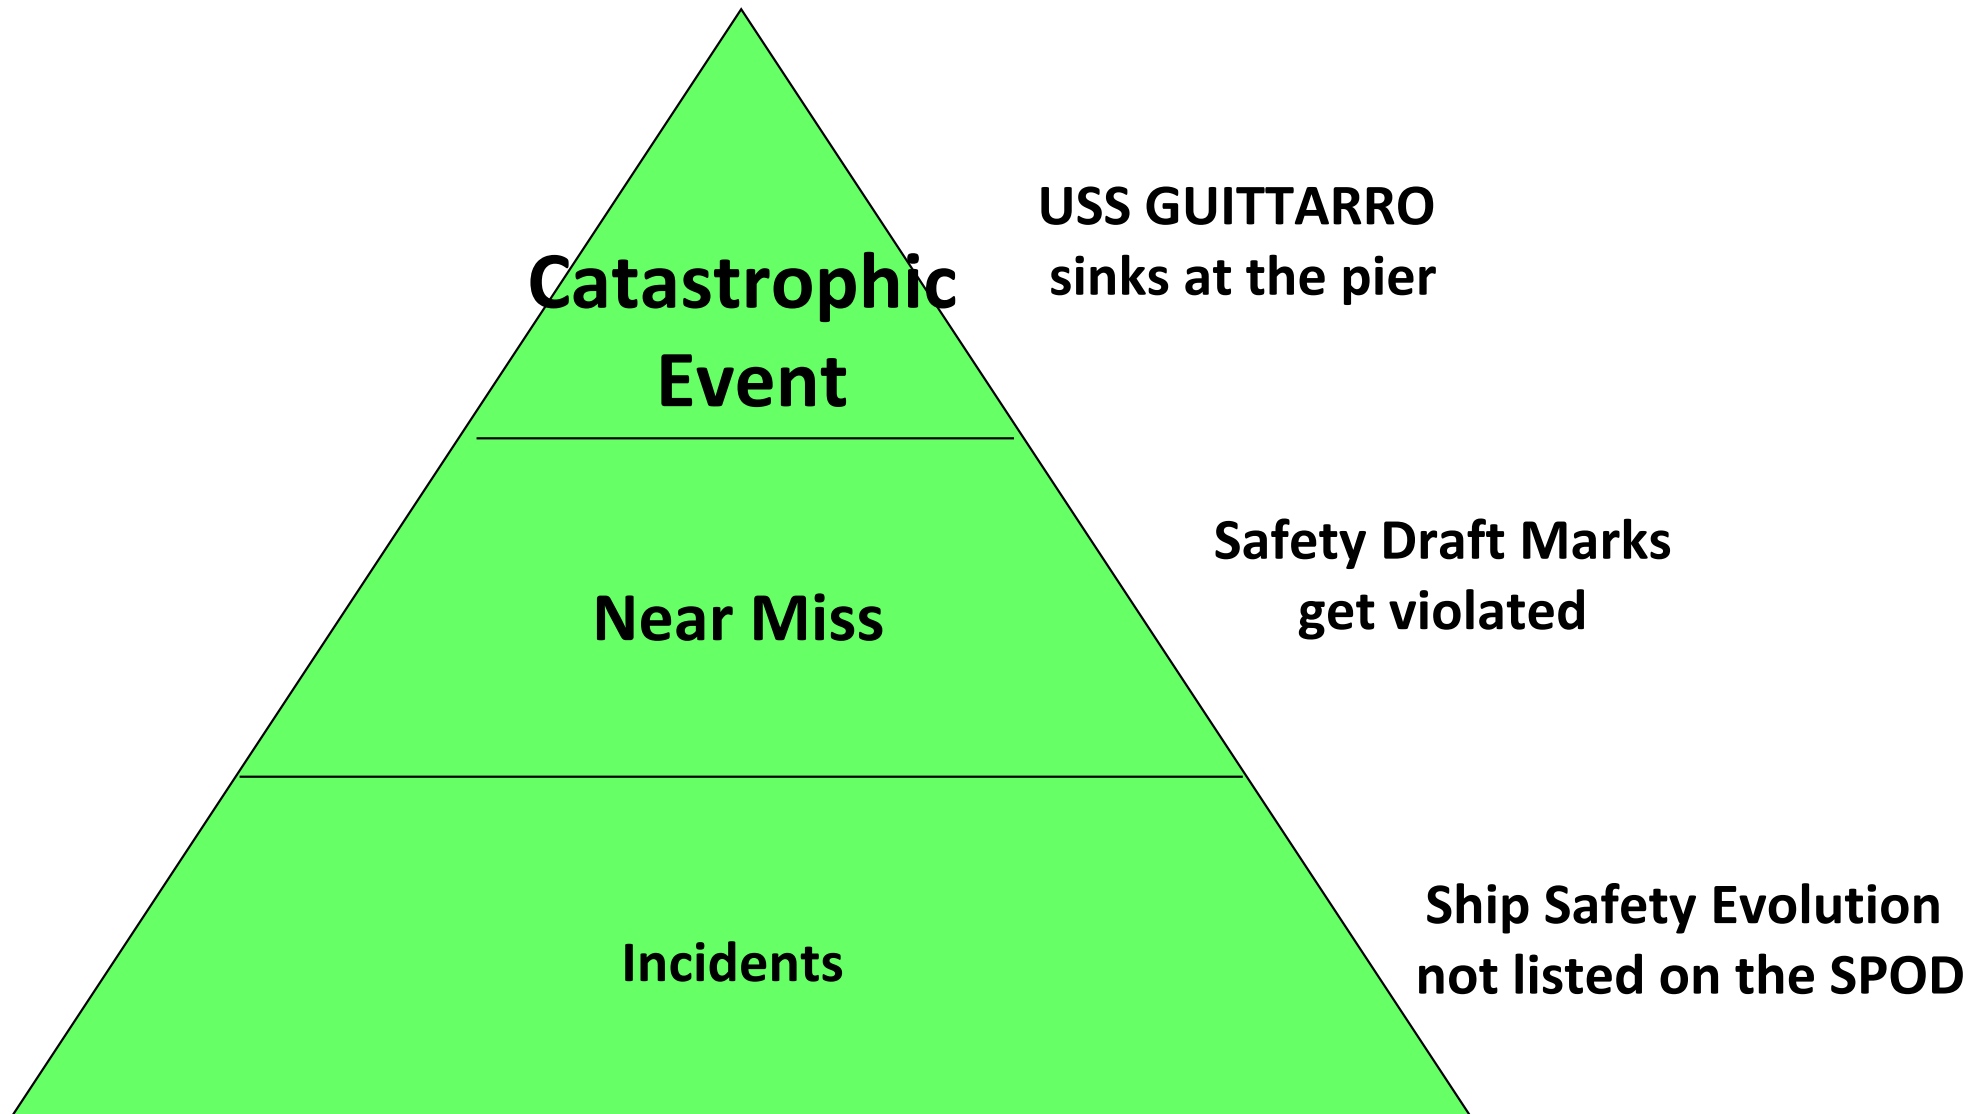 USS GUITTARRO
sinks at the pier
Catastrophic
Event
Safety Draft Marks
get violated
Near Miss
Ship Safety Evolution
not listed on the SPOD
Incidents